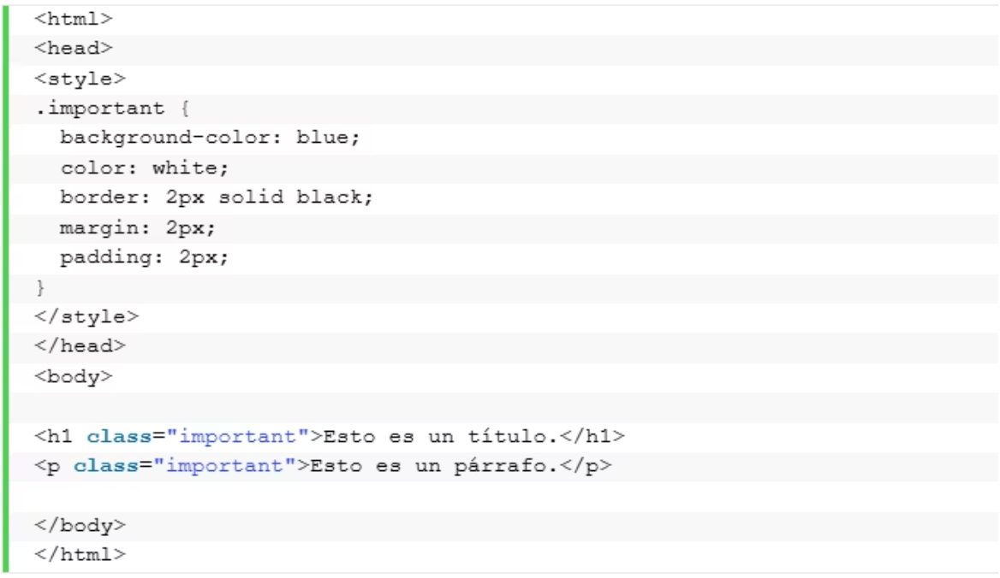 <html>
<head>
<style>
.important {
  background-color: blue;
  color: white;
  border: 2px solid black;
  margin: 2px;
  padding: 2px;
}
</style>
</head>
<body>

<h1 class="important">Esto es un título.</h1>
<p class="important">Esto es un párrafo.</p>

</body>
</html>